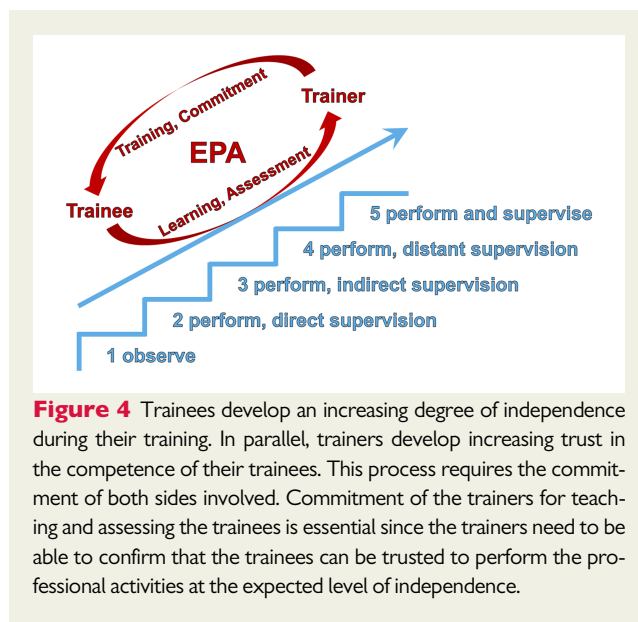 Training, Commitment
Trainer
EPA
Trainee
Learning, Assessment
5 perform and supervise
4 perform, distant supervision
3 perform, indirect supervision
2 perform, direct supervision
1 observe
Figure 4 Trainees develop an increasing degree of independence
during their training. In parallel, trainers develop increasing trust in
the competence of their trainees. This process requires the commit-
ment of both sides involved. Commitment of the trainers for teach-
ing and assessing the trainees is essential since the trainers need to be
able to confirm that the trainees can be trusted to perform the pro-
fessional activities at the expected level of independence.